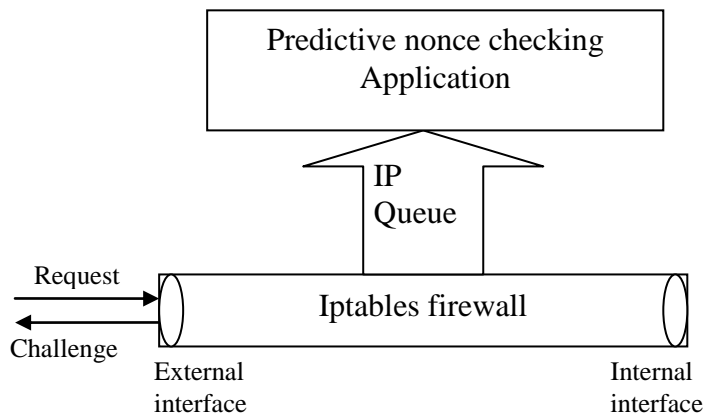 Predictive nonce checking
Application
IP
Queue
Request
Iptables firewall
Challenge
External
interface
Internal
interface